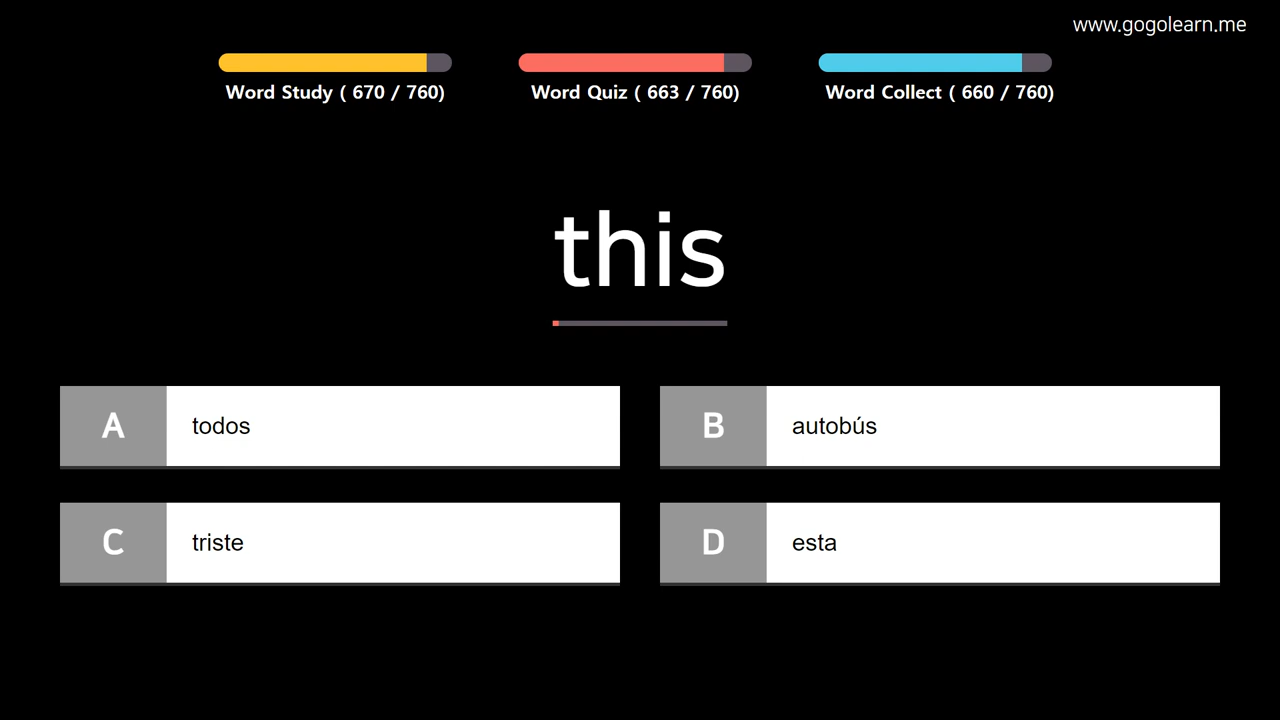 www.gogolearn.me
Word Study ( 670 / 760)
Word Quiz ( 663 / 760)
Word Collect ( 660 / 760)
this
A todos
B autobús
C triste
D esta